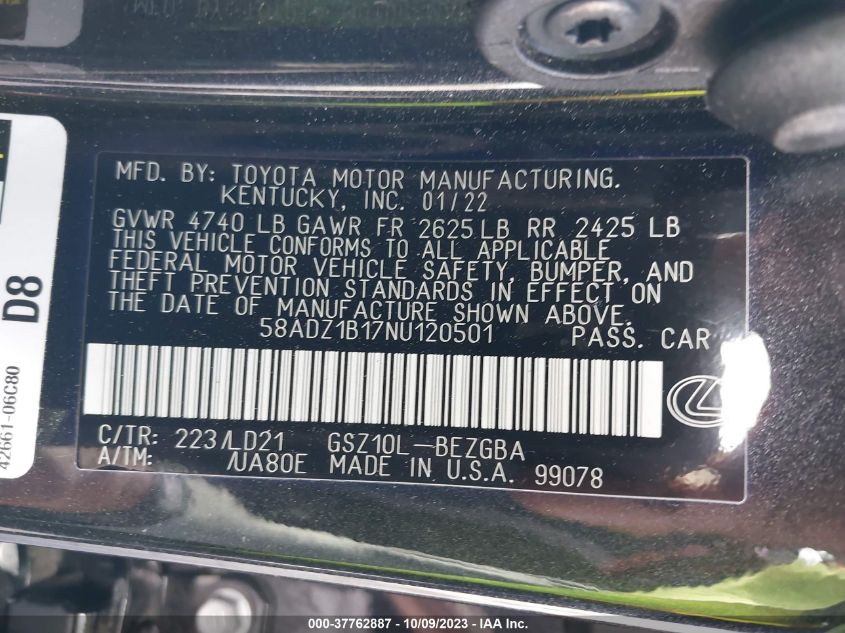 MFD. BY: TOYOTA MOTOR MANUFACTURING.
KENTUCKY, INC. 01/22
GVWR 4740 LB GAWR FR 2625 LB RR 2425 LB
THIS VEHICLE CONFORMS TO ALL APPLICABLE
FEDERAL MOTOR VEHICLE SAFETY, BUMPER, AND
THEFT PREVENTION STANDARDS IN EFFECT ON
THE DATE OF MANUFACTURE SHOWN ABOVE.
58ADZ1B17NU120501 PASS. CAR
C/TR: 223/LD21 GSZ10L-BEZGBA
A/TM: /UA80E MADE IN U.S.A. 99078
D8
42661-06C80
000-37762887 - 10/09/2023 - IAA Inc.